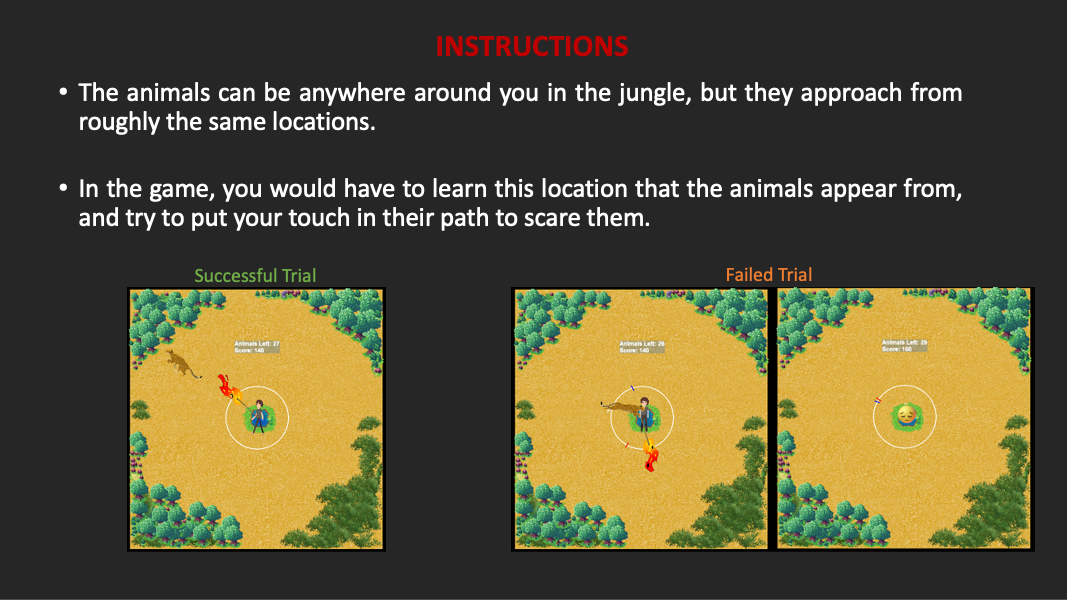 INSTRUCTIONS
• The animals can be anywhere around you in the jungle, but they approach from
roughly the same locations.
• In the game, you would have to learn this location that the animals appear from,
and try to put your touch in their path to scare them.
Successful Trial
Failed Trial
Animals Left: 27
Score: 140
Animals Left: 26
Score: 140
Animals Left: 29
Score: 100